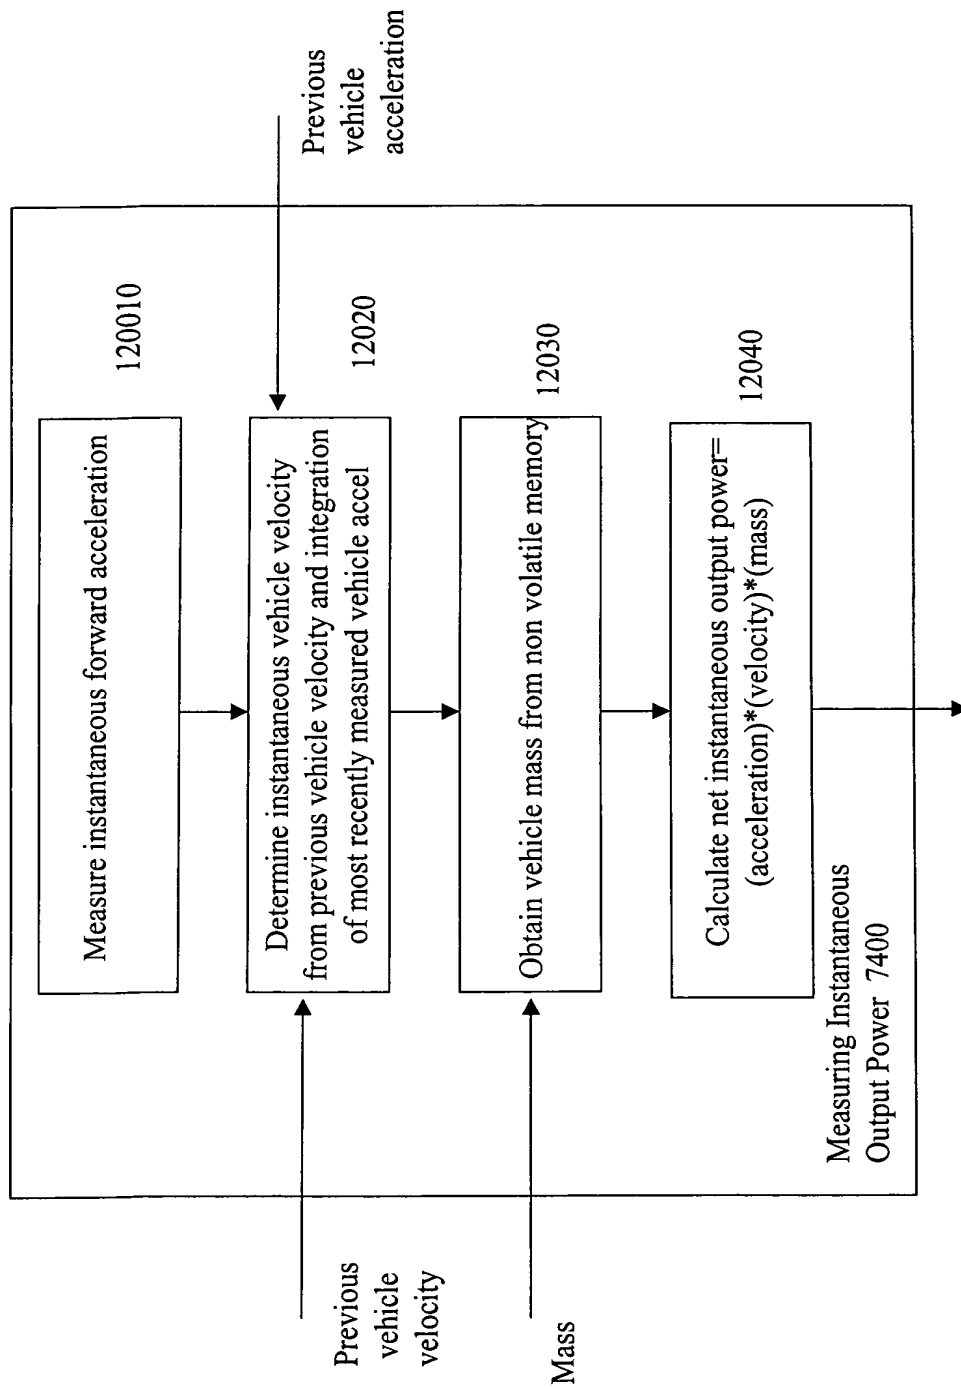 Measure instantaneous forward acceleration
120010
Previous
vehicle
acceleration
Determine instantaneous vehicle velocity
from previous vehicle velocity and integration
of most recently measured vehicle accel
12020
Previous
vehicle
velocity
Obtain vehicle mass from non volatile memory
12030
Mass
Calculate net instantaneous output power=
(acceleration)*(velocity)*(mass)
12040
Measuring Instantaneous
Output Power 7400